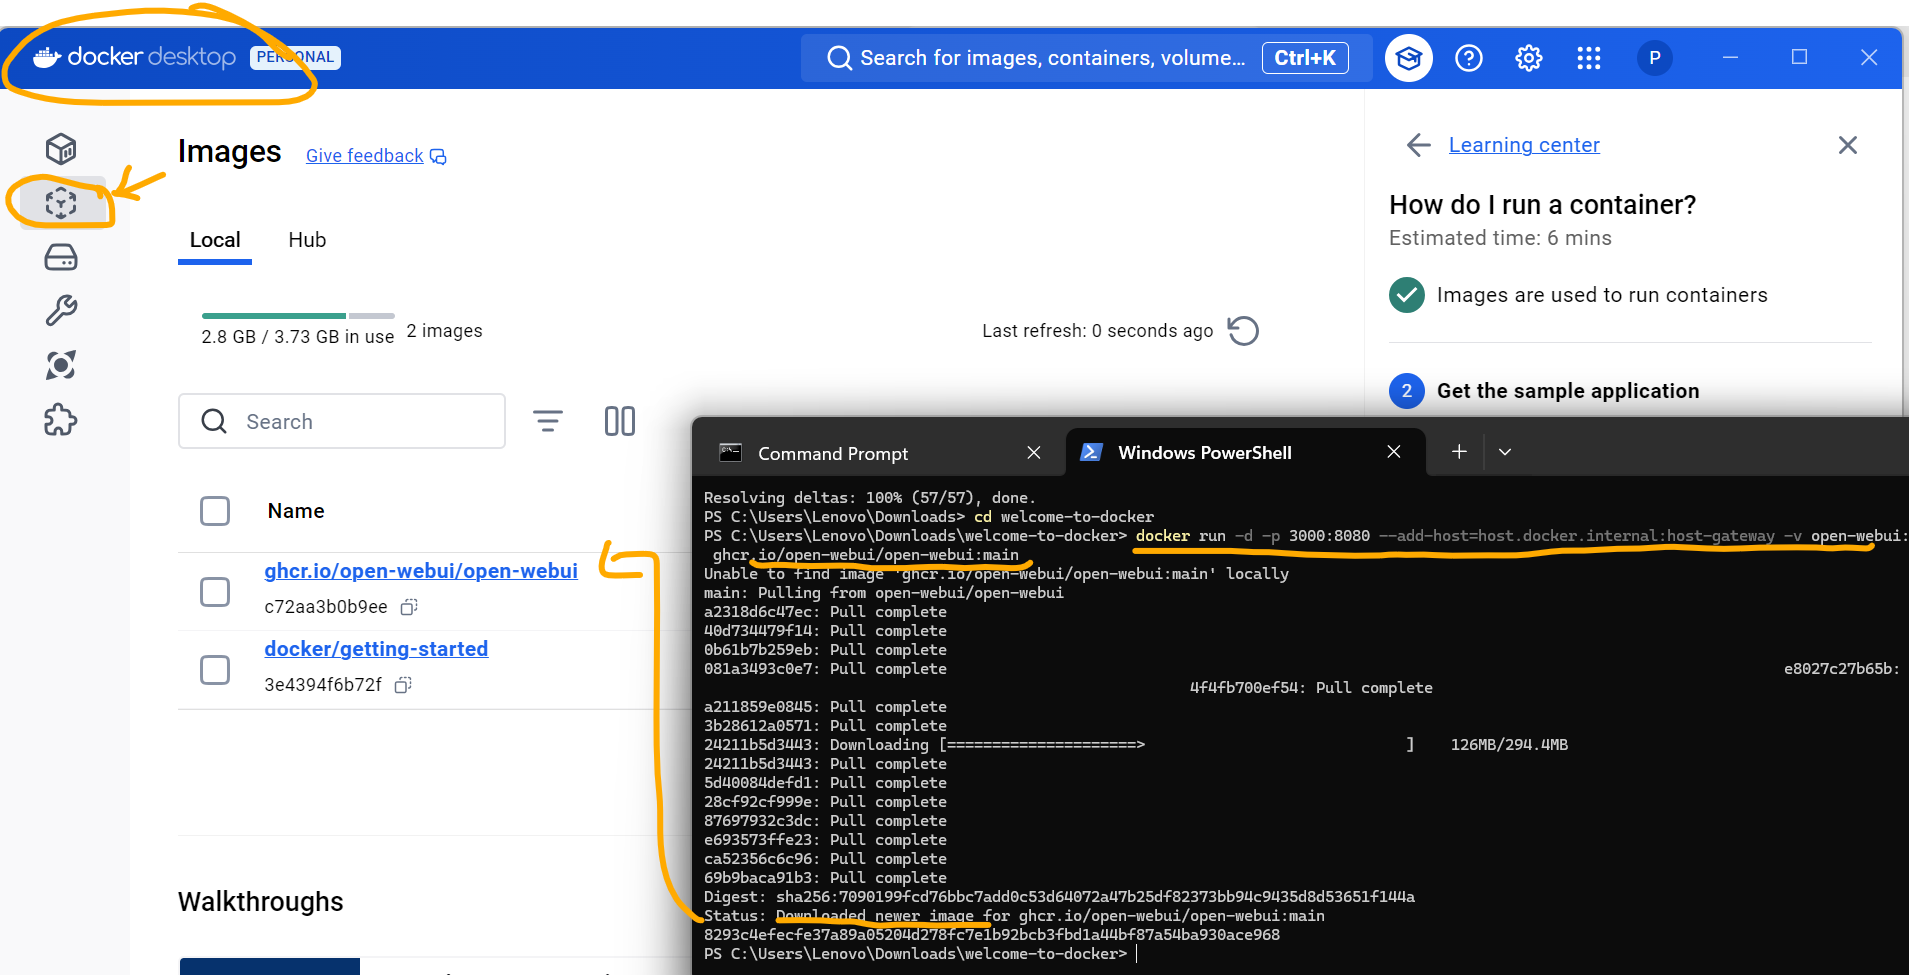 docker desktop PERSONAL
Search for images, containers, volume... Ctrl+K
P
Images Give feedback
Local Hub
2.8 GB / 3.73 GB in use 2 images
Last refresh: 0 seconds ago
Search
Name
ghcr.io/open-webui/open-webui
c72aa3b0b9ee
docker/getting-started
3e4394f6b72f
Walkthroughs
Learning center
How do I run a container?
Estimated time: 6 mins
Images are used to run containers
2 Get the sample application
Command Prompt
Windows PowerShell
Resolving deltas: 100% (57/57), done.
PS C:\Users\Lenovo\Downloads> cd welcome-to-docker
PS C:\Users\Lenovo\Downloads\welcome-to-docker> docker run -d -p 3000:8080 --add-host=host.docker.internal:host-gateway -v open-webui:
ghcr.io/open-webui/open-webui:main
Unable to find image 'ghcr.io/open-webui/open-webui:main' locally
main: Pulling from open-webui/open-webui
a2318d6c47ec: Pull complete
40d734479f14: Pull complete
0b61b7b259eb: Pull complete
081a3493c0e7: Pull complete e8027c27b65b:
4f4fb700ef54: Pull complete
a211859e0845: Pull complete
3b28612a0571: Pull complete
24211b5d3443: Downloading [=====================> ] 126MB/294.4MB
24211b5d3443: Pull complete
5d40084defd1: Pull complete
28cf92cf999e: Pull complete
87697932c3dc: Pull complete
e693573ffe23: Pull complete
ca52356c6c96: Pull complete
69b9baca91b3: Pull complete
Digest: sha256:7090199fcd76bbc7add0c53d64072a47b25df82373bb94c9435d8d53651f144a
Status: Downloaded newer image for ghcr.io/open-webui/open-webui:main
8293c4efecfe37a89a05204d278fc7e1b92bcb3fbd1a44bf87a54ba930ace968
PS C:\Users\Lenovo\Downloads\welcome-to-docker>